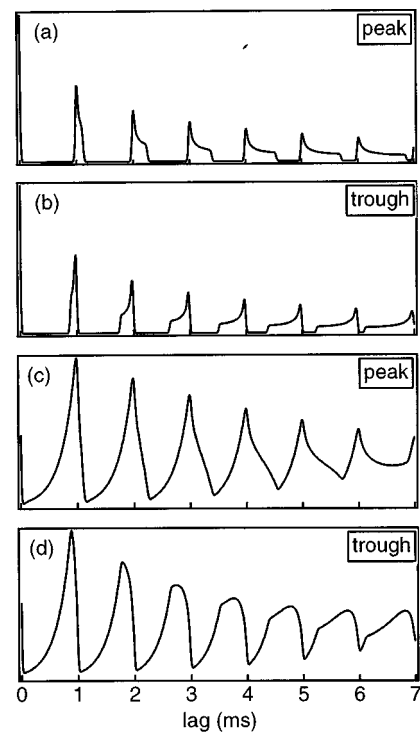 (a) peak
(b) trough
(c) peak
(d) trough
0 1 2 3 4 5 6 7
lag (ms)